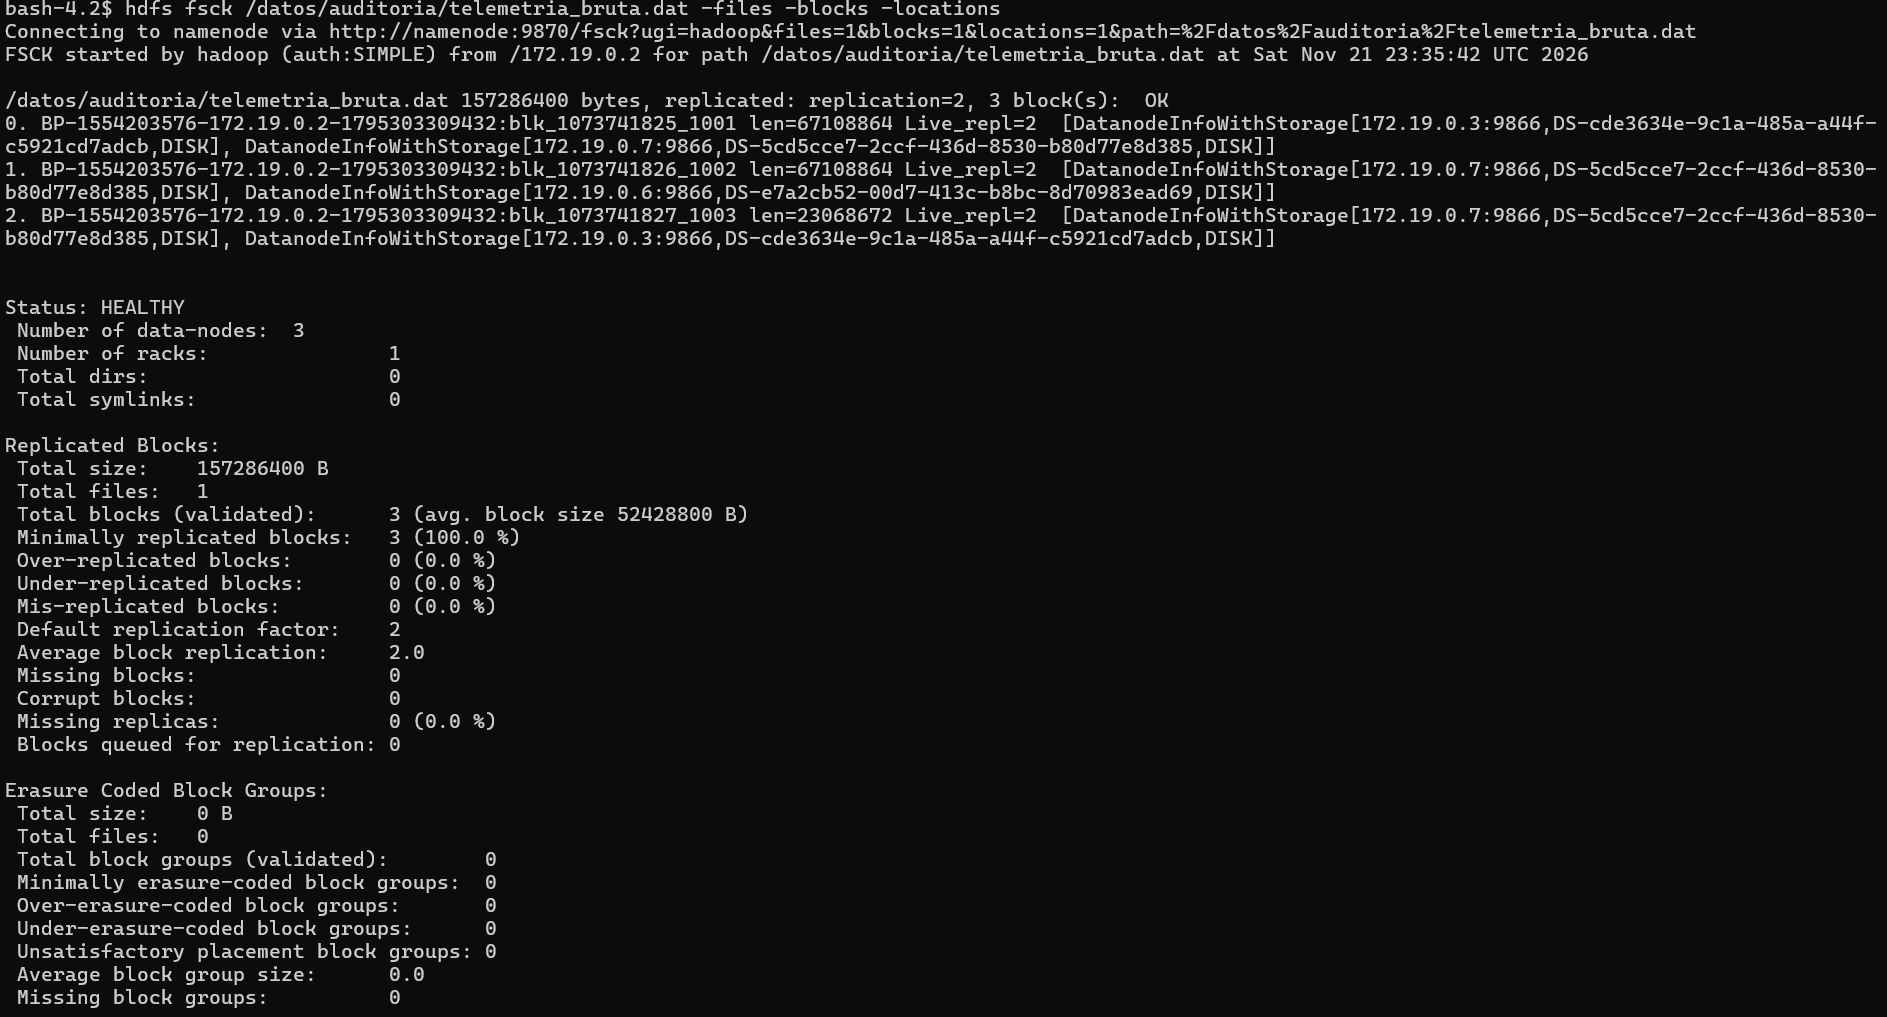 bash-4.2$ hdfs fsck /datos/auditoria/telemetria_bruta.dat -files -blocks -locations
Connecting to namenode via http://namenode:9870/fsck?ugi=hadoop&files=1&blocks=1&locations=1&path=%2Fdatos%2Fauditoria%2Ftelemetria_bruta.dat
FSCK started by hadoop (auth:SIMPLE) from /172.19.0.2 for path /datos/auditoria/telemetria_bruta.dat at Sat Nov 21 23:35:42 UTC 2026
/datos/auditoria/telemetria_bruta.dat 157286400 bytes, replicated: replication=2, 3 block(s):  OK
0. BP-1554203576-172.19.0.2-1795303309432:blk_1073741825_1001 len=67108864 Live_repl=2  [DatanodeInfoWithStorage[172.19.0.3:9866,DS-cde3634e-9c1a-485a-a44f-
c5921cd7adcb,DISK], DatanodeInfoWithStorage[172.19.0.7:9866,DS-5cd5cce7-2ccf-436d-8530-b80d77e8d385,DISK]]
1. BP-1554203576-172.19.0.2-1795303309432:blk_1073741826_1002 len=67108864 Live_repl=2  [DatanodeInfoWithStorage[172.19.0.7:9866,DS-5cd5cce7-2ccf-436d-8530-
b80d77e8d385,DISK], DatanodeInfoWithStorage[172.19.0.6:9866,DS-e7a2cb52-00d7-413c-b8bc-8d70983ead69,DISK]]
2. BP-1554203576-172.19.0.2-1795303309432:blk_1073741827_1003 len=23068672 Live_repl=2  [DatanodeInfoWithStorage[172.19.0.7:9866,DS-5cd5cce7-2ccf-436d-8530-
b80d77e8d385,DISK], DatanodeInfoWithStorage[172.19.0.3:9866,DS-cde3634e-9c1a-485a-a44f-c5921cd7adcb,DISK]]
Status: HEALTHY
 Number of data-nodes:  3
 Number of racks:               1
 Total dirs:                    0
 Total symlinks:                0
Replicated Blocks:
 Total size:    157286400 B
 Total files:   1
 Total blocks (validated):      3 (avg. block size 52428800 B)
 Minimally replicated blocks:   3 (100.0 %)
 Over-replicated blocks:        0 (0.0 %)
 Under-replicated blocks:       0 (0.0 %)
 Mis-replicated blocks:         0 (0.0 %)
 Default replication factor:    2
 Average block replication:     2.0
 Missing blocks:                0
 Corrupt blocks:                0
 Missing replicas:              0 (0.0 %)
 Blocks queued for replication: 0
Erasure Coded Block Groups:
 Total size:    0 B
 Total files:   0
 Total block groups (validated):        0
 Minimally erasure-coded block groups:  0
 Over-erasure-coded block groups:       0
 Under-erasure-coded block groups:      0
 Unsatisfactory placement block groups: 0
 Average block group size:      0.0
 Missing block groups:          0